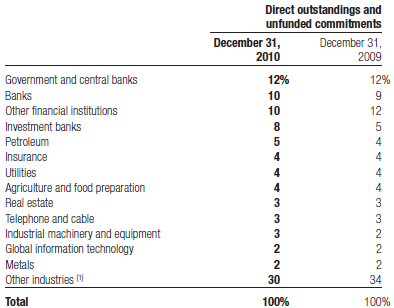 Direct outstandings and
unfunded commitments
December 31, December 31,
2010 2009
Government and central banks 12% 12%
Banks 10 9
Other financial institutions 10 12
Investment banks 8 5
Petroleum 5 4
Insurance 4 4
Utilities 4 4
Agriculture and food preparation 4 4
Real estate 3 3
Telephone and cable 3 3
Industrial machinery and equipment 3 2
Global information technology 2 2
Metals 2 2
Other industries (1) 30 34
Total 100% 100%